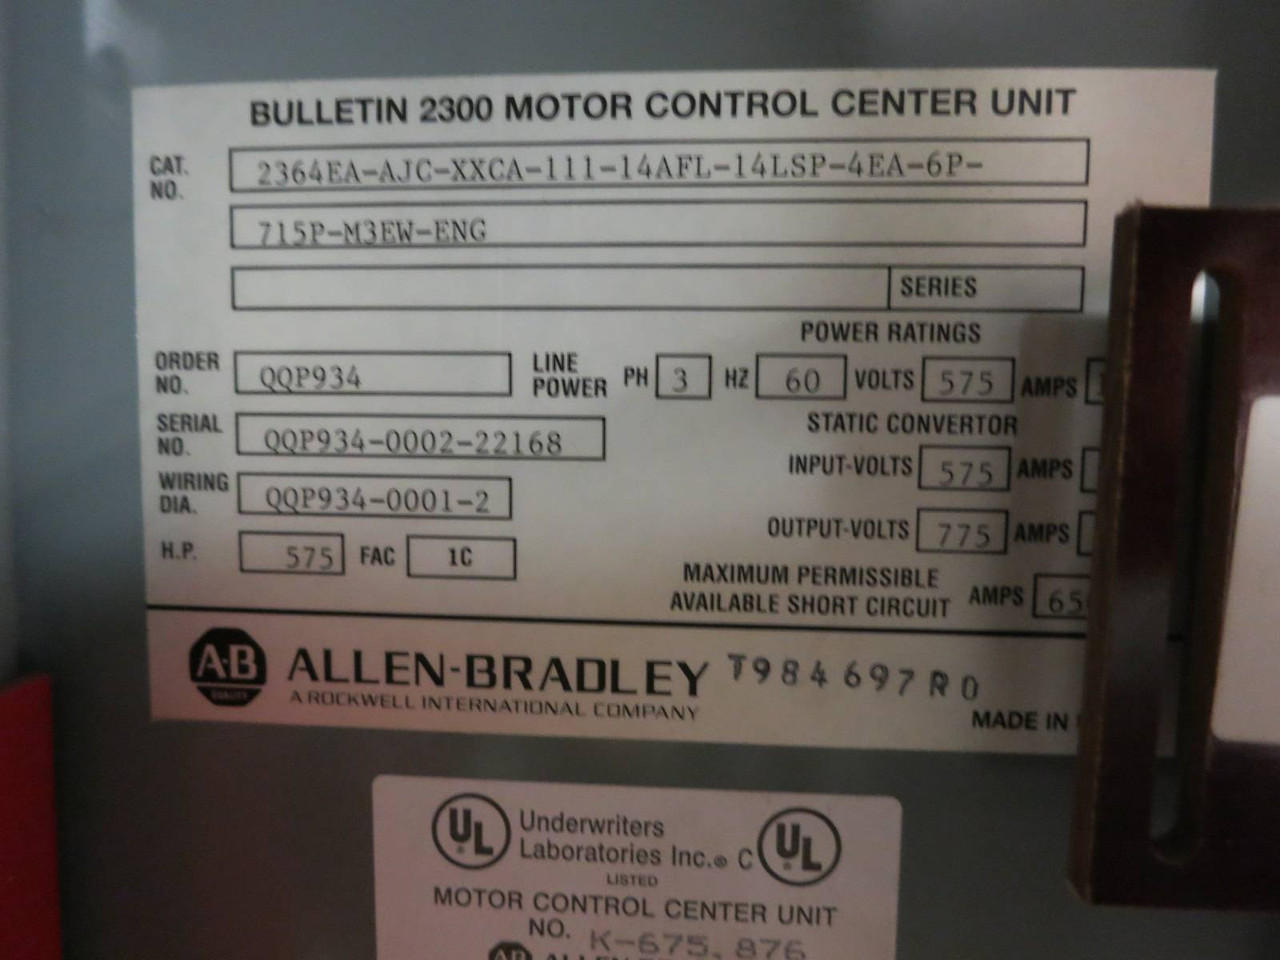 BULLETIN 2300 MOTOR CONTROL CENTER UNIT
CAT. NO. 2364EA-AJC-XXCA-111-14AFL-14LSP-4EA-6P-
715P-M3EW-ENG
SERIES
POWER RATINGS
ORDER NO. QQP934 LINE POWER PH 3 HZ 60 VOLTS 575 AMPS
STATIC CONVERTOR
SERIAL NO. QQP934-0002-22168 INPUT-VOLTS 575 AMPS
WIRING DIA. QQP934-0001-2 OUTPUT-VOLTS 775 AMPS
H.P. 575 FAC 1C
MAXIMUM PERMISSIBLE
AVAILABLE SHORT CIRCUIT AMPS 65
A-B QUALITY ALLEN-BRADLEY T984697R0
A ROCKWELL INTERNATIONAL COMPANY
MADE IN
UL Underwriters Laboratories Inc.® C UL
LISTED
MOTOR CONTROL CENTER UNIT
NO. K-675,876
AB ALLEN